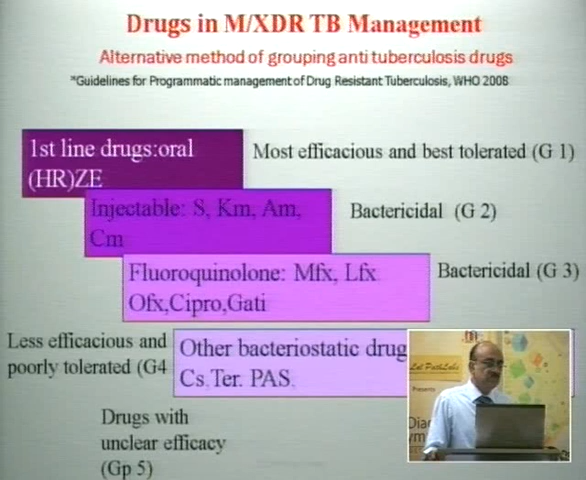 Drugs in M/XDR TB Management
Alternative method of grouping anti tuberculosis drugs
*Guidelines for Programmatic management of Drug Resistant Tuberculosis, WHO 2008
1st line drugs:oral
(HR)ZE
Most efficacious and best tolerated (G 1)
Injectable: S, Km, Am,
Cm
Bactericidal (G 2)
Fluoroquinolone: Mfx, Lfx
Ofx,Cipro,Gati
Bactericidal (G 3)
Less efficacious and
poorly tolerated (G4
Other bacteriostatic drug
Cs.Ter. PAS.
Drugs with
unclear efficacy
(Gp 5)
Lal PathLabs
Presents